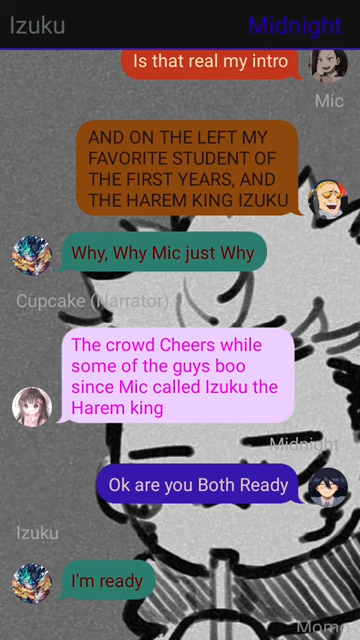 Izuku Midnight
Is that real my intro
Mic
AND ON THE LEFT MY
FAVORITE STUDENT OF
THE FIRST YEARS, AND
THE HAREM KING IZUKU
Why, Why Mic just Why
Cupcake (Narrator)
The crowd Cheers while
some of the guys boo
since Mic called Izuku the
Harem king
Midnight
Ok are you Both Ready
Izuku
I'm ready
Momo